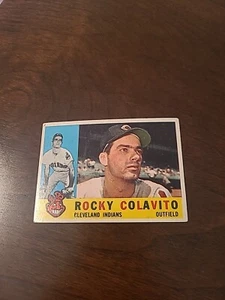 ROCKY COLAVITO
CLEVELAND INDIANS OUTFIELD